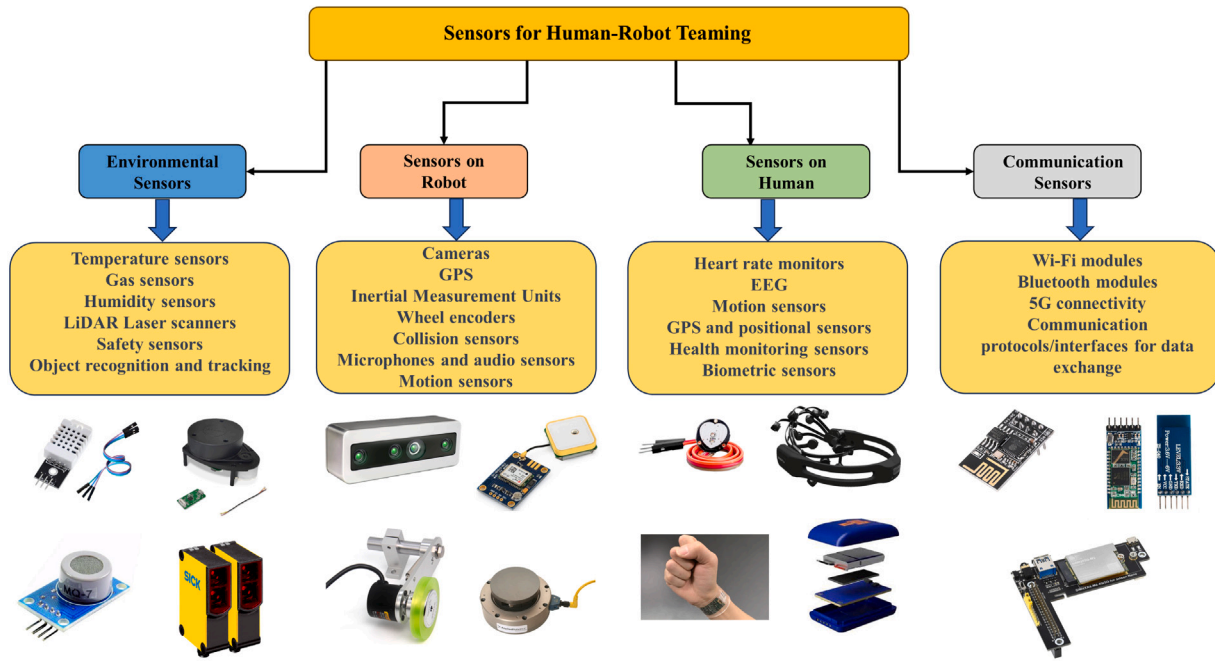 Sensors for Human-Robot Teaming
Environmental
Sensors
Sensors on
Robot
Sensors on
Human
Communication
Sensors
Temperature sensors
Gas sensors
Humidity sensors
LiDAR Laser scanners
Safety sensors
Object recognition and tracking
Cameras
GPS
Inertial Measurement Units
Wheel encoders
Collision sensors
Microphones and audio sensors
Motion sensors
Heart rate monitors
EEG
Motion sensors
GPS and positional sensors
Health monitoring sensors
Biometric sensors
Wi-Fi modules
Bluetooth modules
5G connectivity
Communication
protocols/interfaces for data
exchange
MQ-7
SICK